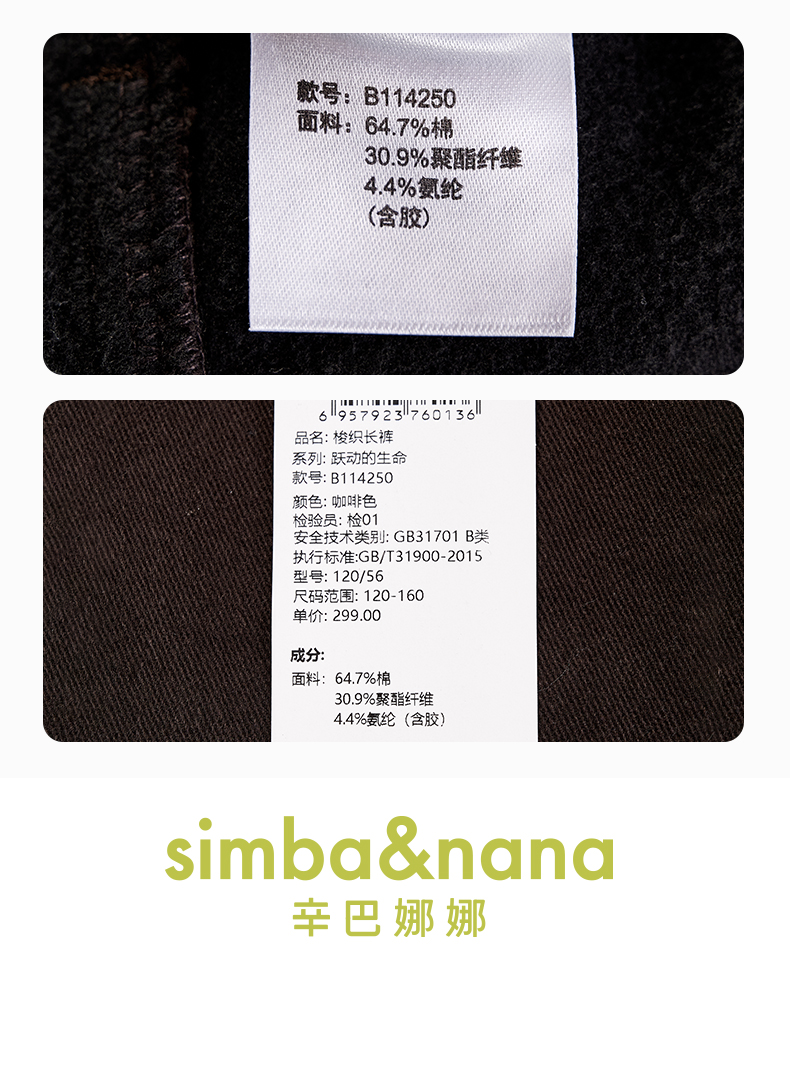 款号：B114250
面料：64.7%棉
30.9%聚酯纤维
4.4%氨纶
(含胶)
6 957923 760136
品名: 梭织长裤
系列: 跃动的生命
款号: B114250
颜色: 咖啡色
检验员: 检01
安全技术类别: GB31701 B类
执行标准:GB/T31900-2015
型号: 120/56
尺码范围: 120-160
单价: 299.00
成分:
面料: 64.7%棉
30.9%聚酯纤维
4.4%氨纶（含胶）
simba&nana
辛巴娜娜